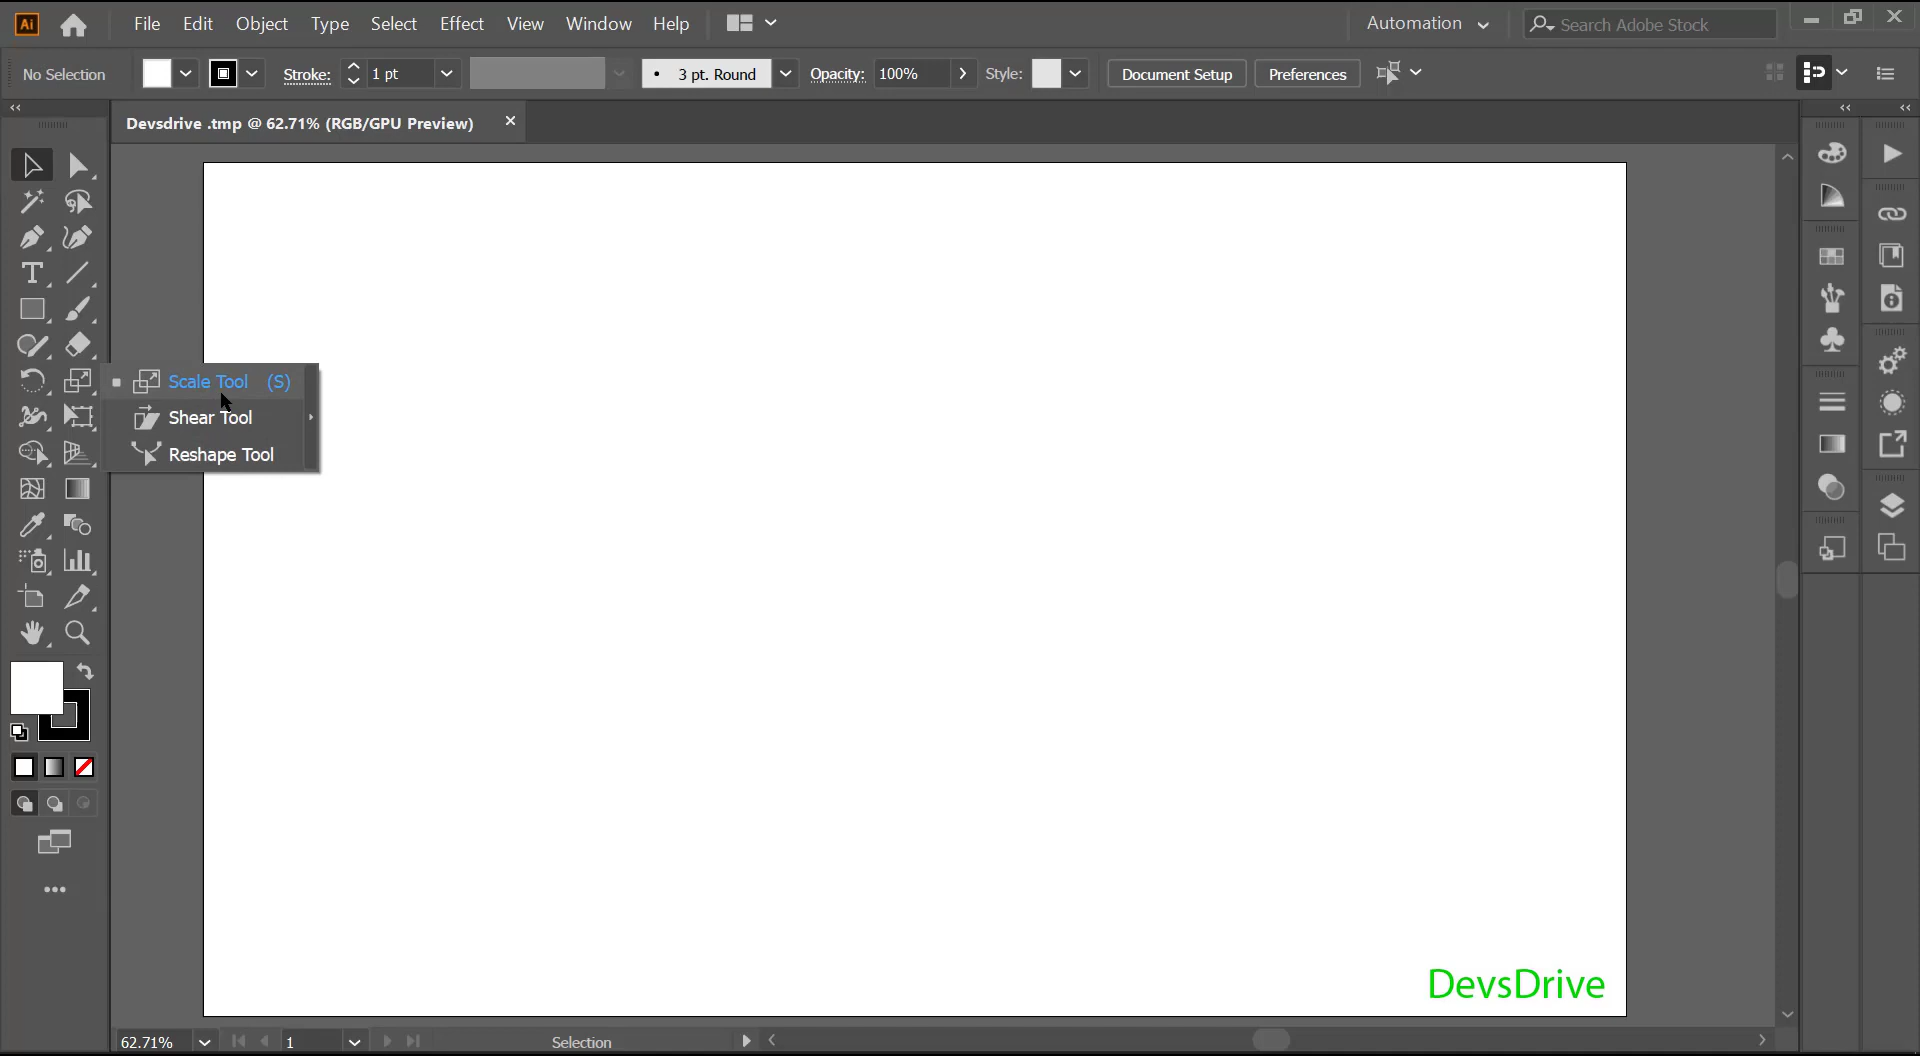 Ai File Edit Object Type Select Effect View Window Help Automation Search Adobe Stock
No Selection Stroke: 1 pt 3 pt. Round Opacity: 100% Style: Document Setup Preferences
Devsdrive .tmp @ 62.71% (RGB/GPU Preview)
Scale Tool (S)
Shear Tool
Reshape Tool
DevsDrive
62.71% 1 Selection